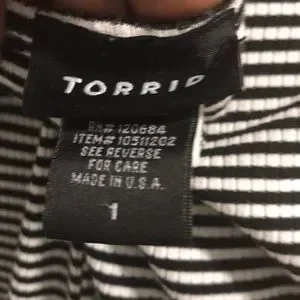 TORRID
RN# 120684
ITEM# 10511202
SEE REVERSE
FOR CARE
MADE IN U.S.A.
1